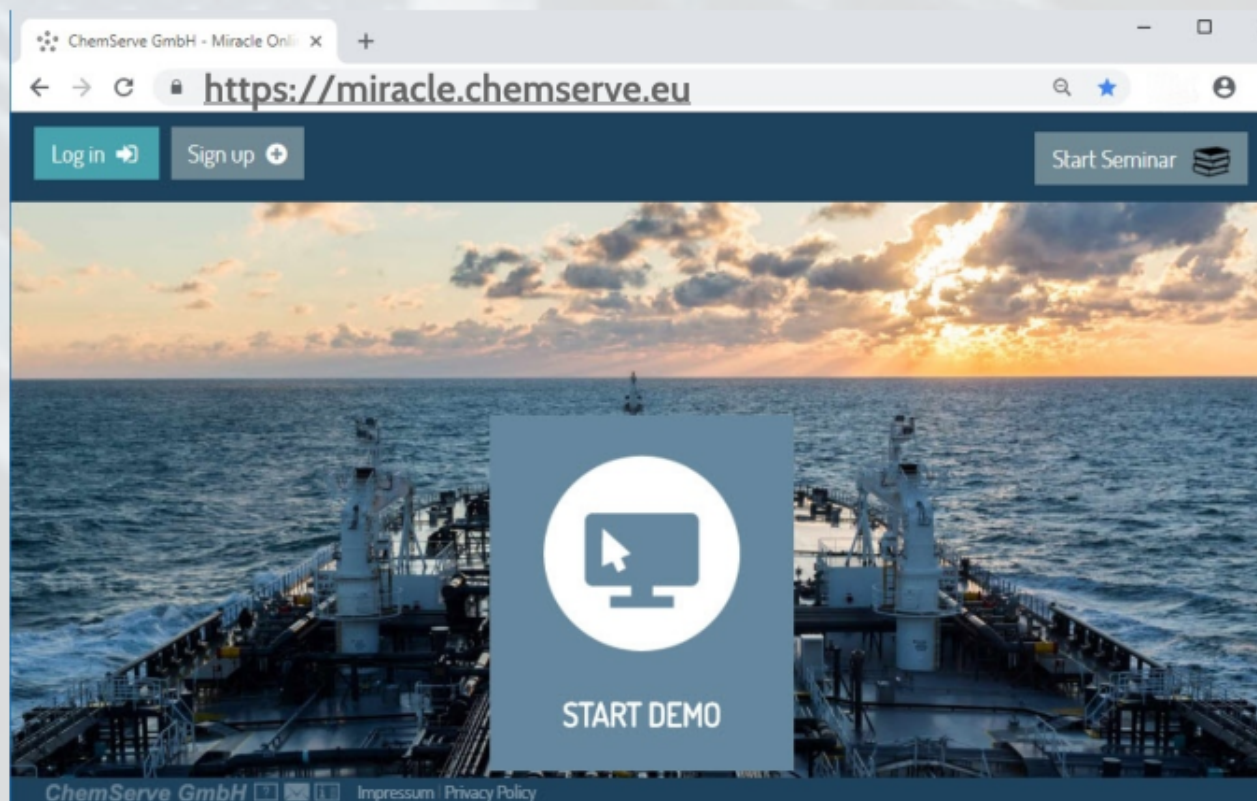 ChemServe GmbH - Miracle Onli
https://miracle.chemserve.eu
Log in
Sign up
Start Seminar
START DEMO
ChemServe GmbH Impressum | Privacy Policy